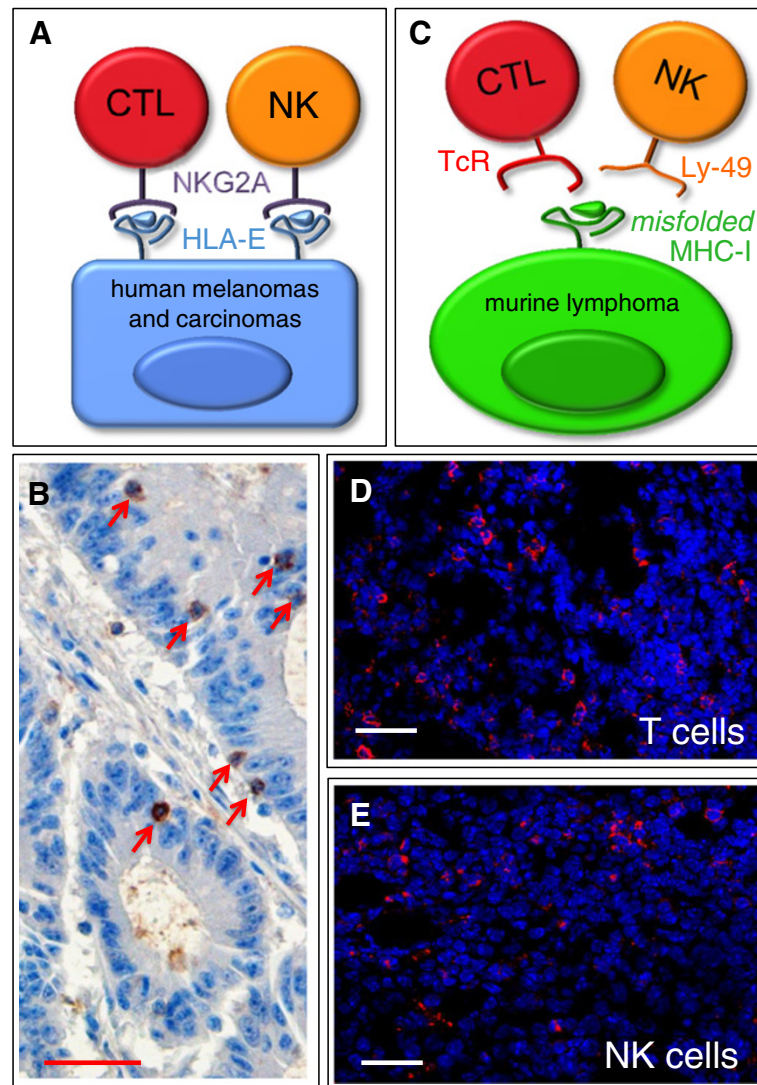 A
CTL
NK
NKG2A
HLA-E
human melanomas
and carcinomas
C
CTL
NK
TcR
Ly-49
misfolded
MHC-I
murine lymphoma
B
D
T cells
E
NK cells